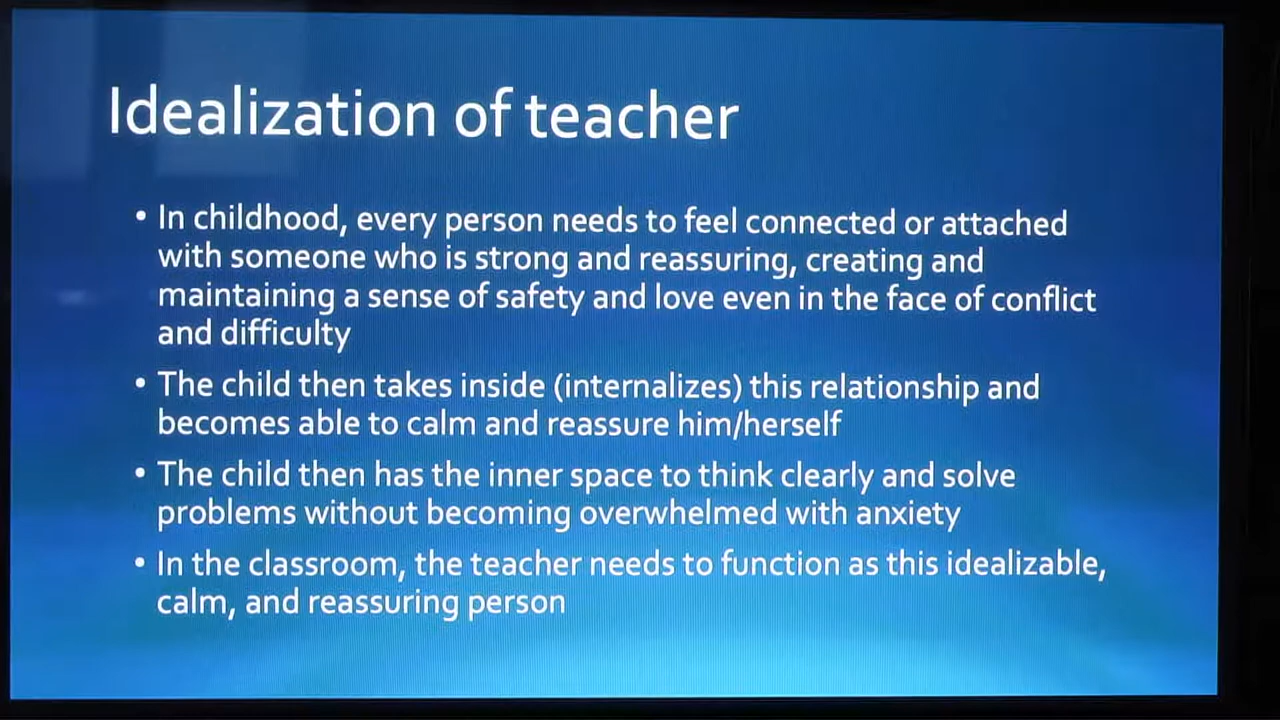 Idealization of teacher
• In childhood, every person needs to feel connected or attached
with someone who is strong and reassuring, creating and
maintaining a sense of safety and love even in the face of conflict
and difficulty
• The child then takes inside (internalizes) this relationship and
becomes able to calm and reassure him/herself
• The child then has the inner space to think clearly and solve
problems without becoming overwhelmed with anxiety
• In the classroom, the teacher needs to function as this idealizable,
calm, and reassuring person